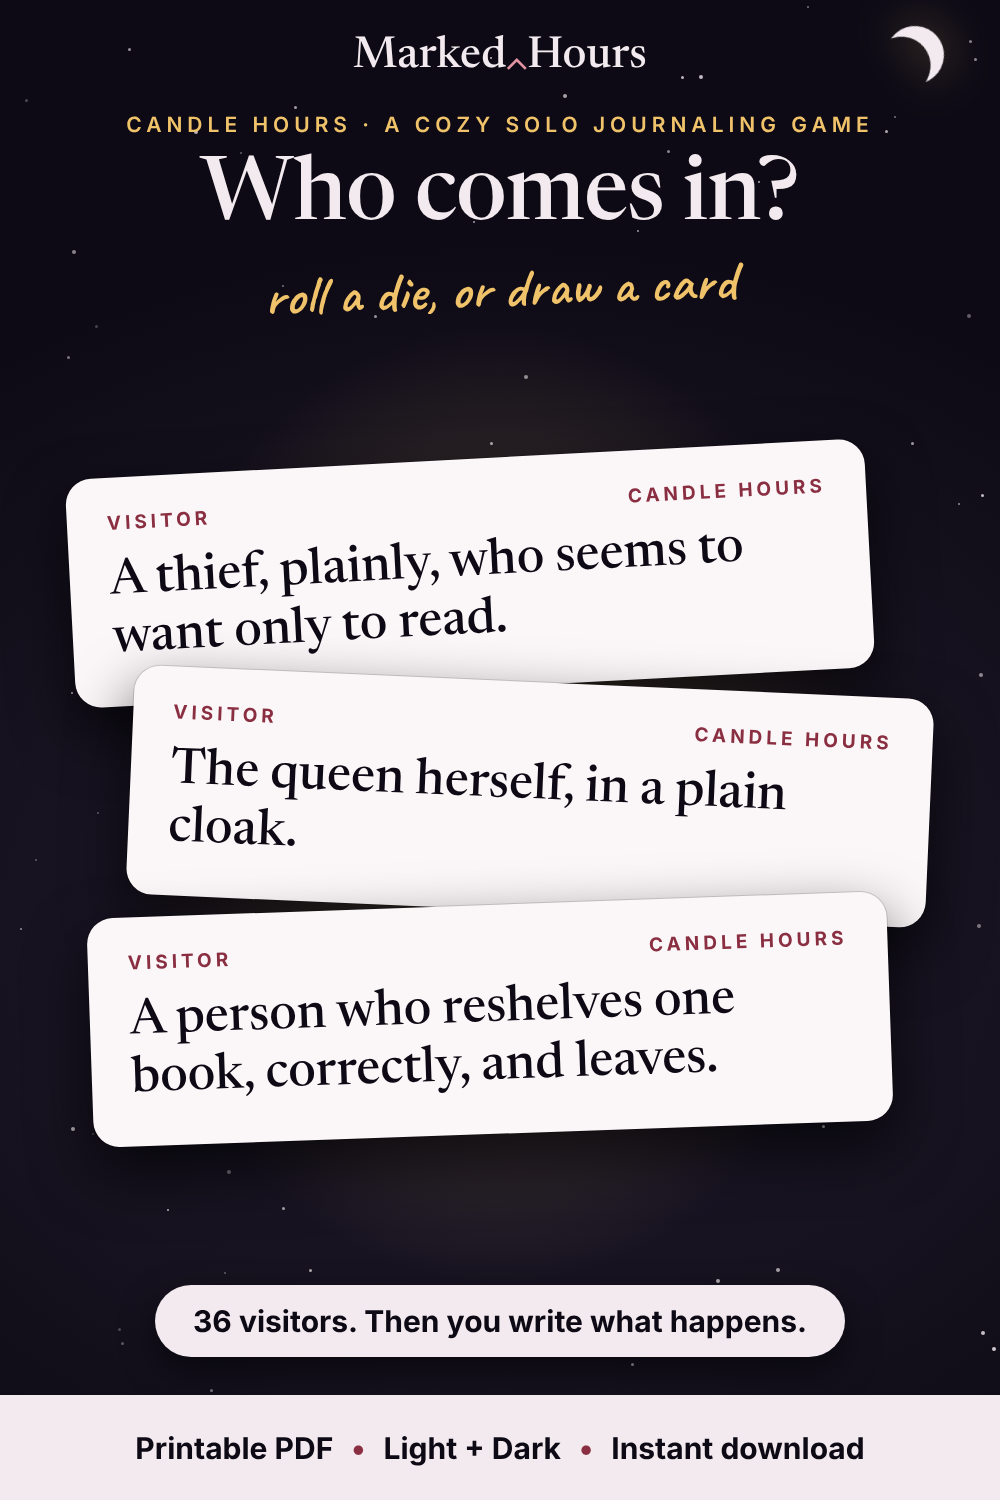 Marked‸Hours
CANDLE HOURS · A COZY SOLO JOURNALING GAME
Who comes in?
roll a die, or draw a card
VISITOR
CANDLE HOURS
A thief, plainly, who seems to
want only to read.
VISITOR
CANDLE HOURS
The queen herself, in a plain
cloak.
VISITOR
CANDLE HOURS
A person who reshelves one
book, correctly, and leaves.
36 visitors. Then you write what happens.
Printable PDF • Light + Dark • Instant download